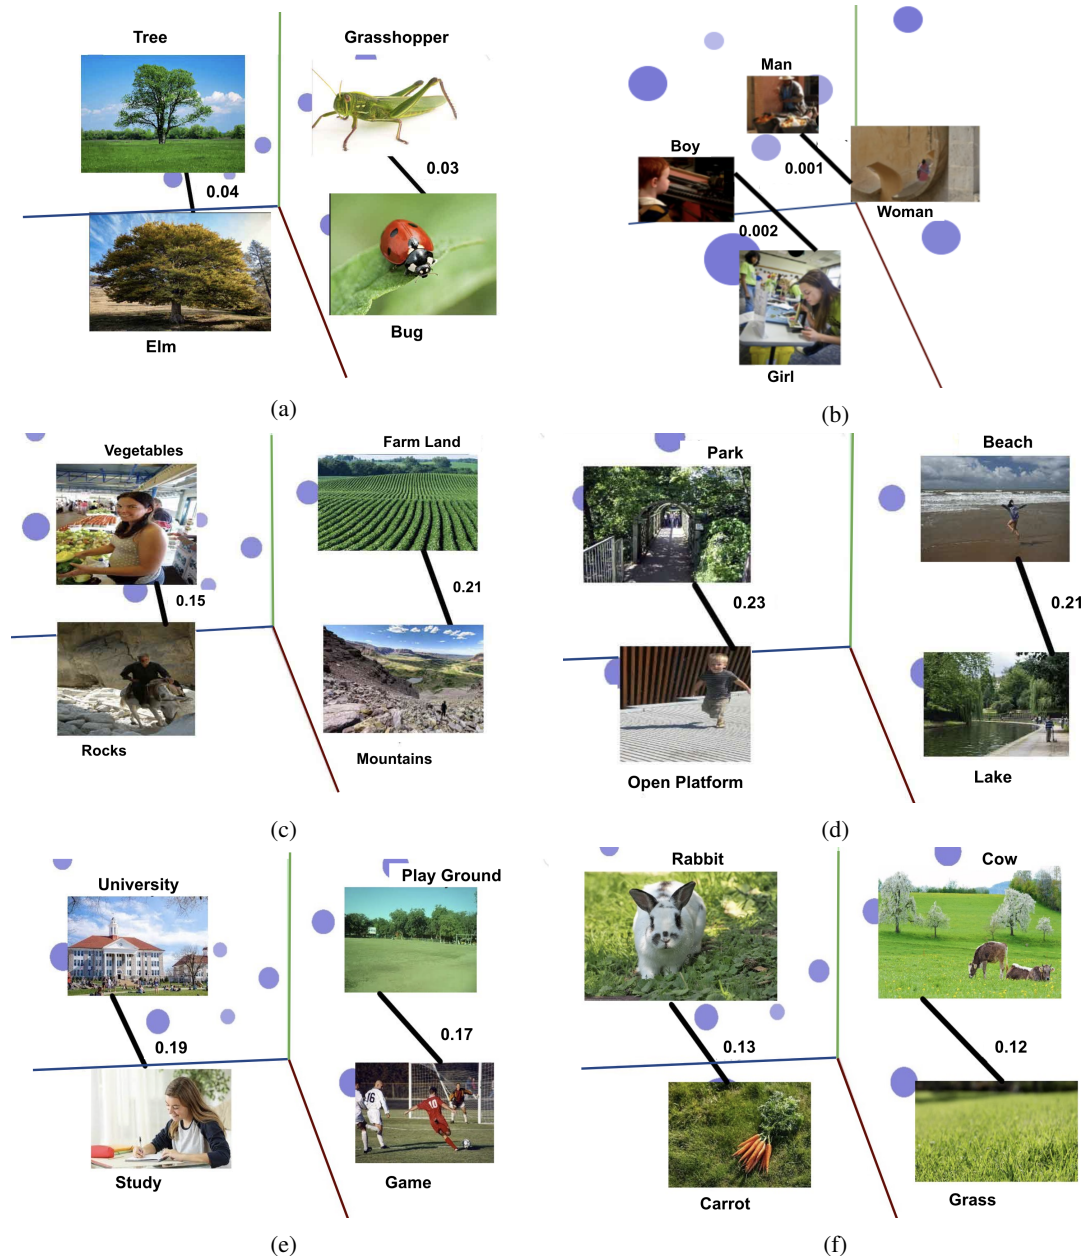 Tree
Grasshopper
0.04
0.03
Elm
Bug
(a)
Man
Boy
0.001
Woman
0.002
Girl
(b)
Vegetables
Farm Land
0.15
0.21
Rocks
Mountains
(c)
Park
Beach
0.23
0.21
Open Platform
Lake
(d)
University
Play Ground
0.19
0.17
16
10
Study
Game
(e)
Rabbit
Cow
0.13
0.12
Carrot
Grass
(f)